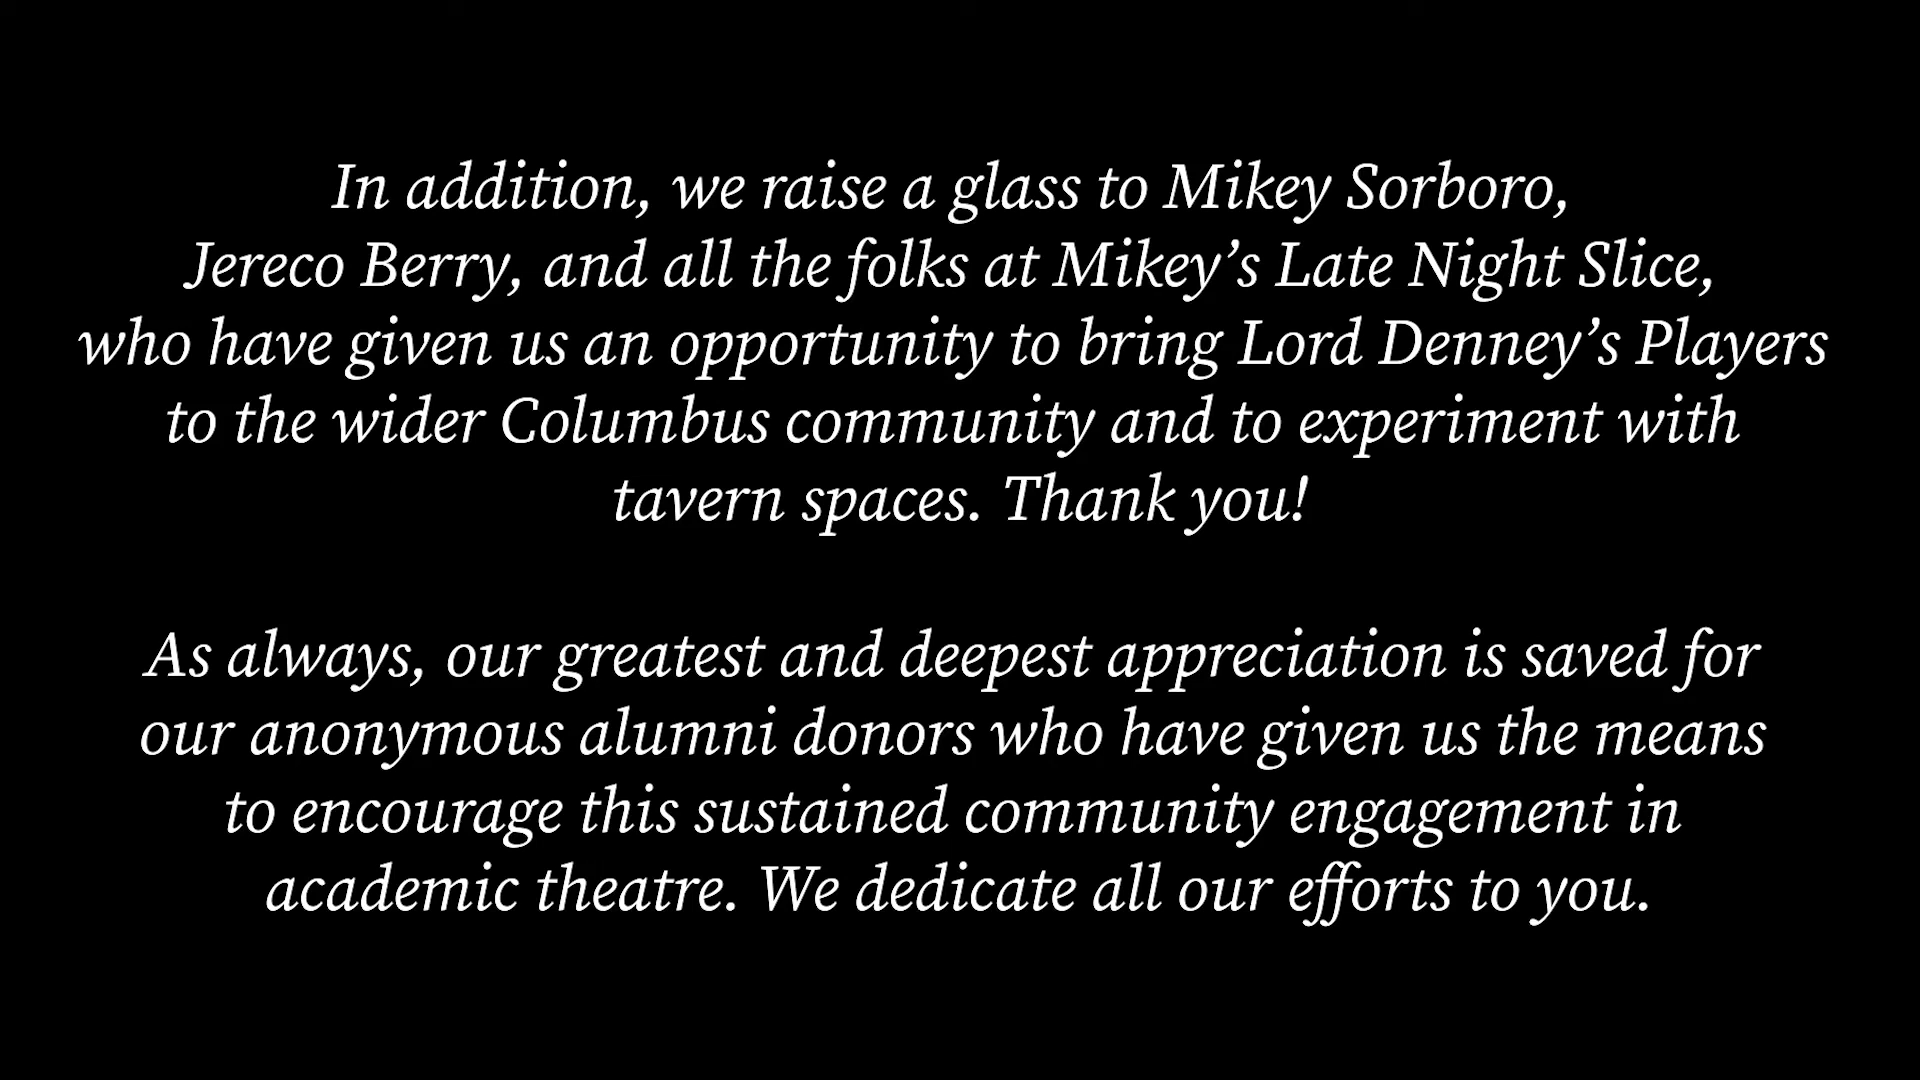 In addition, we raise a glass to Mikey Sorboro,
Jereco Berry, and all the folks at Mikey’s Late Night Slice,
who have given us an opportunity to bring Lord Denney’s Players
to the wider Columbus community and to experiment with
tavern spaces. Thank you!
As always, our greatest and deepest appreciation is saved for
our anonymous alumni donors who have given us the means
to encourage this sustained community engagement in
academic theatre. We dedicate all our efforts to you.